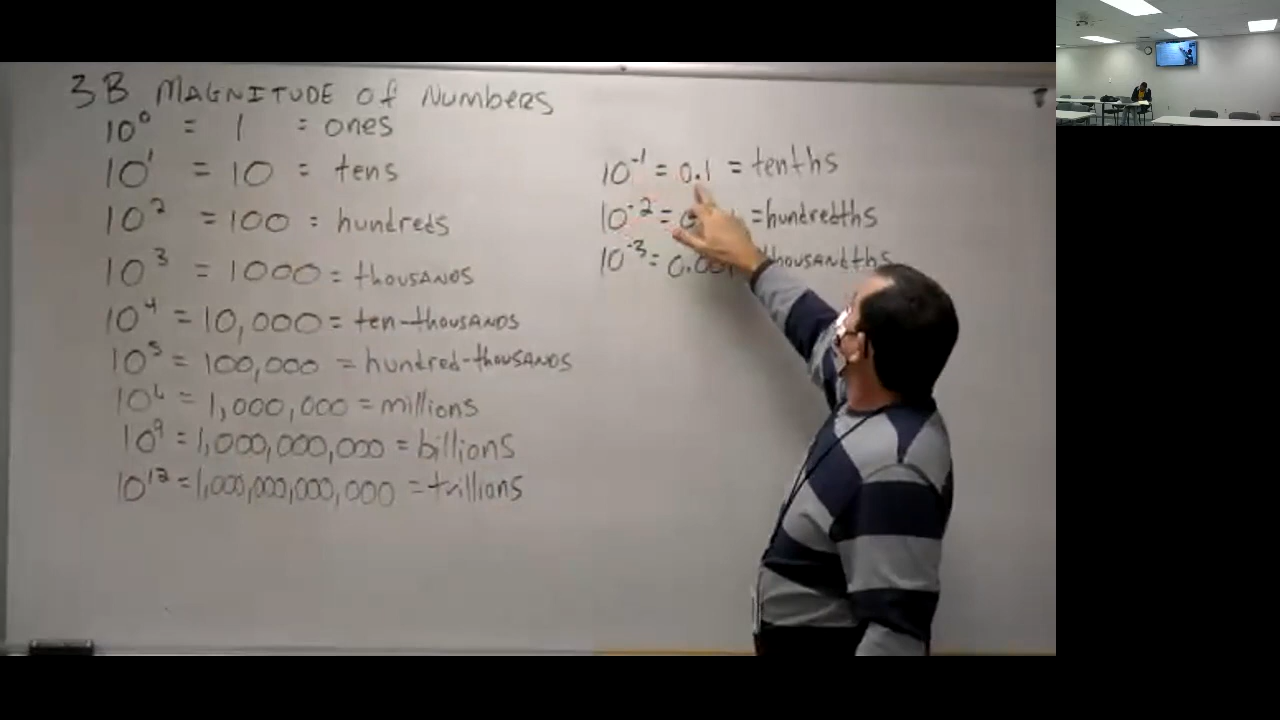 3B MAGNITUDE of Numbers
10⁰ = 1 = ones
10¹ = 10 = tens
10² = 100 = hundreds
10³ = 1000 = thousands
10⁴ = 10,000 = ten-thousands
10⁵ = 100,000 = hundred-thousands
10⁶ = 1,000,000 = millions
10⁹ = 1,000,000,000 = billions
10¹² = 1,000,000,000,000 = trillions
10⁻¹ = 0.1 = tenths
10⁻² = = hundredths
10⁻³ = 0.001 thousandths